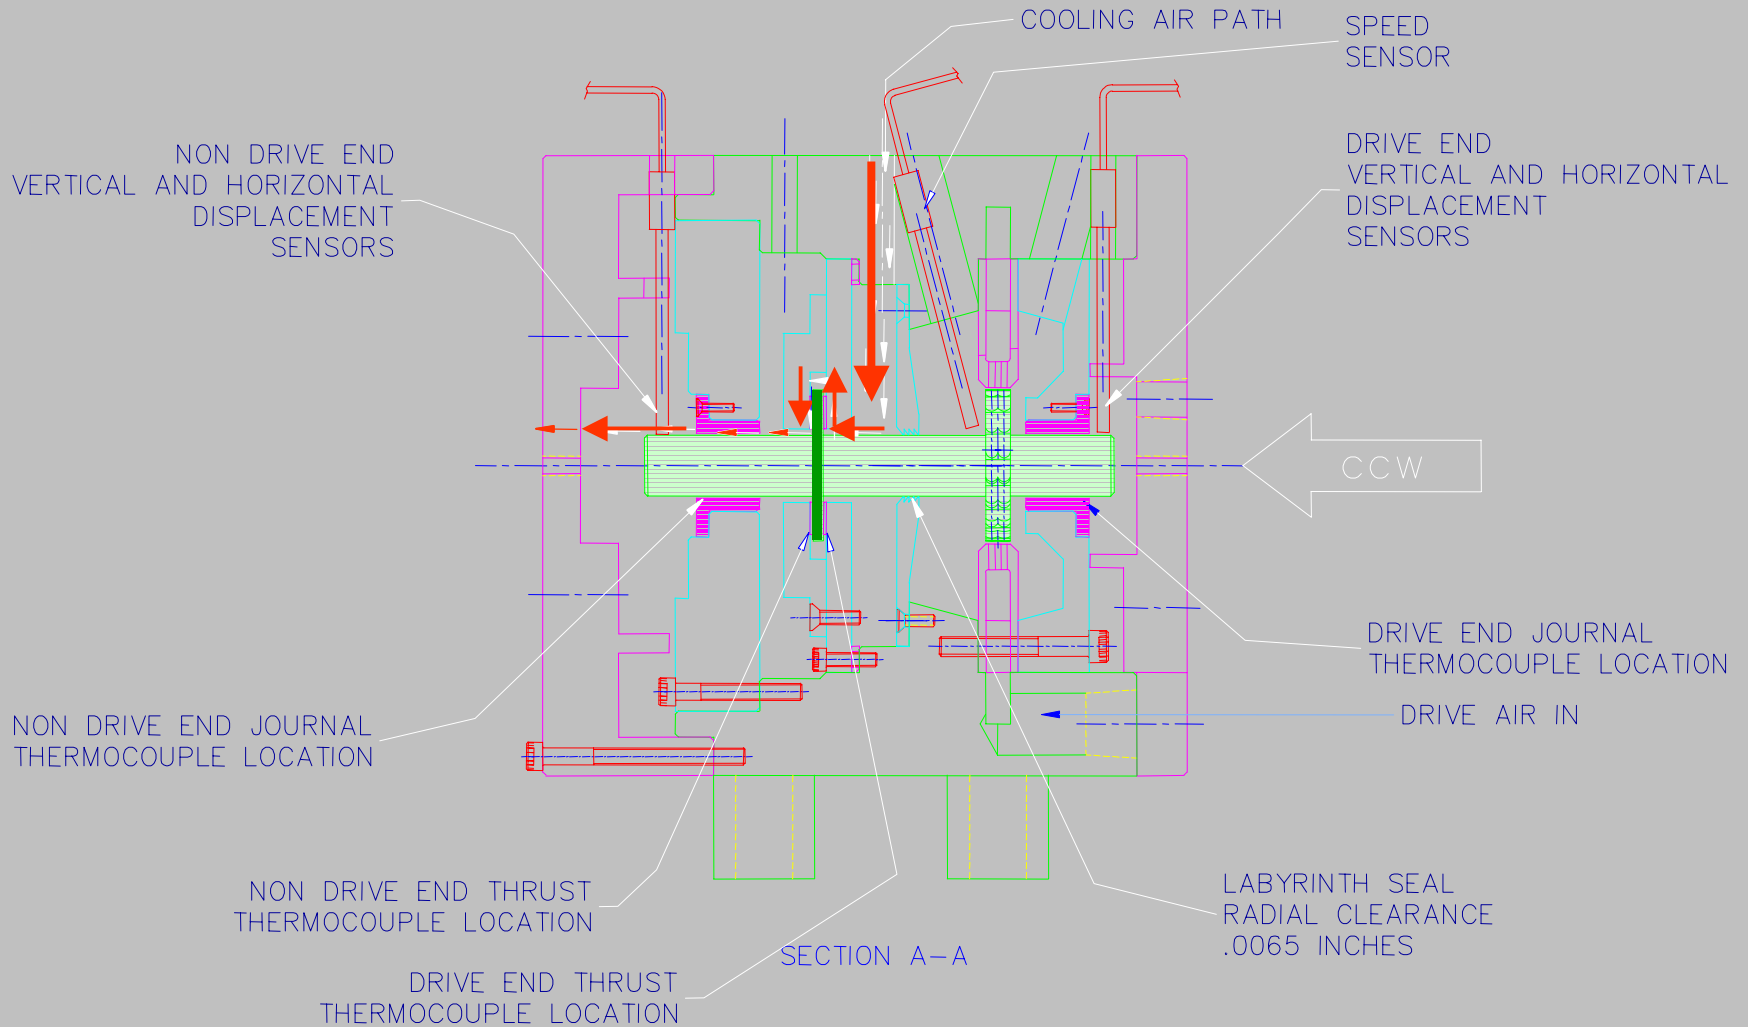 COOLING AIR PATH
SPEED
SENSOR
NON DRIVE END
VERTICAL AND HORIZONTAL
DISPLACEMENT
SENSORS
DRIVE END
VERTICAL AND HORIZONTAL
DISPLACEMENT
SENSORS
CCW
DRIVE END JOURNAL
THERMOCOUPLE LOCATION
DRIVE AIR IN
NON DRIVE END JOURNAL
THERMOCOUPLE LOCATION
NON DRIVE END THRUST
THERMOCOUPLE LOCATION
LABYRINTH SEAL
RADIAL CLEARANCE
.0065 INCHES
SECTION A-A
DRIVE END THRUST
THERMOCOUPLE LOCATION